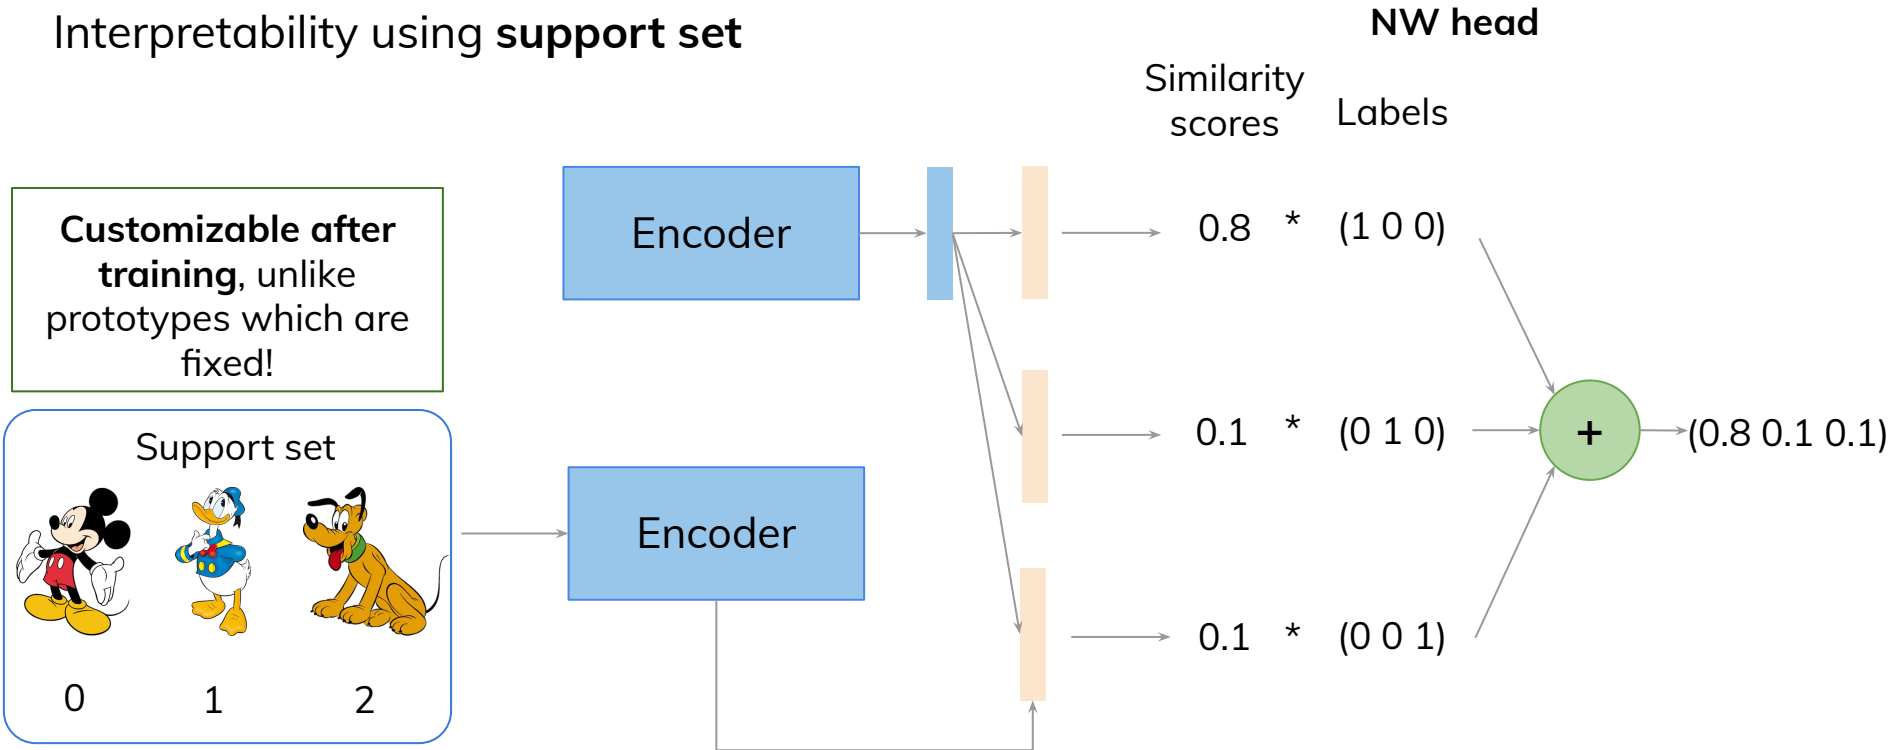 Interpretability using support set
NW head
Similarity
scores
Labels
Customizable after
training, unlike
prototypes which are
fixed!
Encoder
0.8 * (1 0 0)
0.1 * (0 1 0)
+
(0.8 0.1 0.1)
Support set
Encoder
0.1 * (0 0 1)
0 1 2